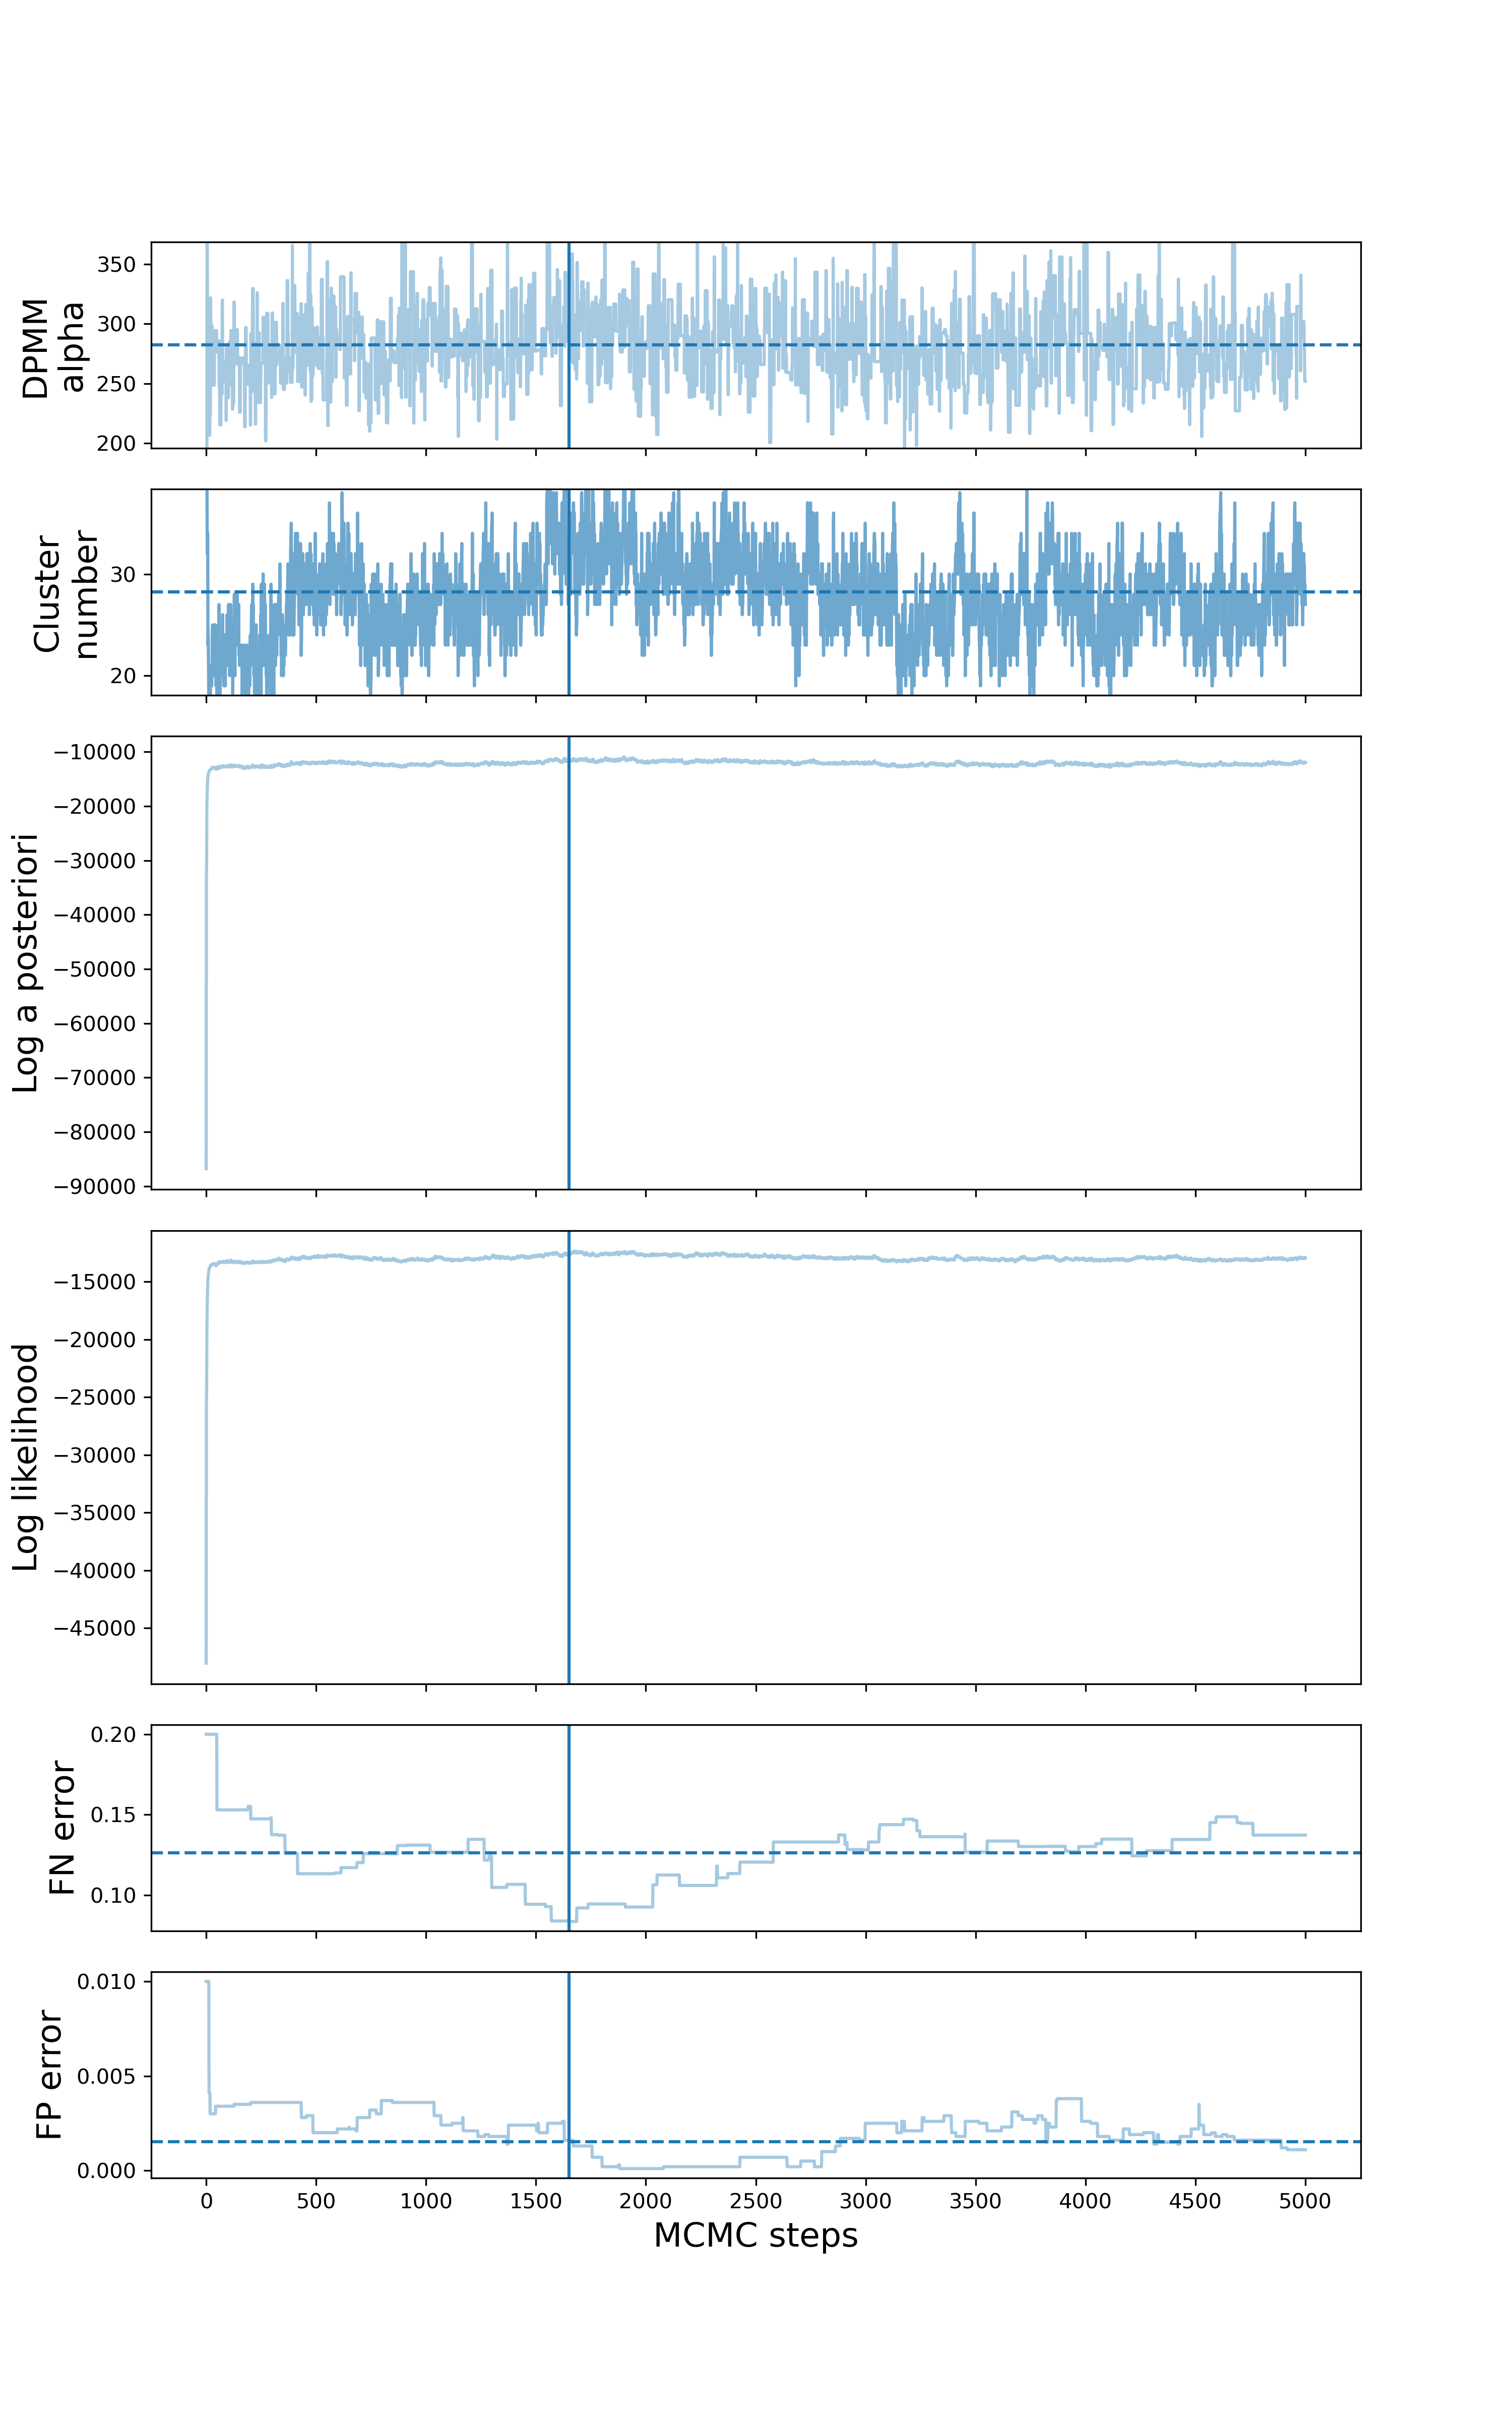 DPMM
alpha
350
300
250
200
Cluster
number
30
20
Log a posteriori
−10000
−20000
−30000
−40000
−50000
−60000
−70000
−80000
−90000
Log likelihood
−15000
−20000
−25000
−30000
−35000
−40000
−45000
FN error
0.20
0.15
0.10
FP error
0.010
0.005
0.000
0 500 1000 1500 2000 2500 3000 3500 4000 4500 5000
MCMC steps